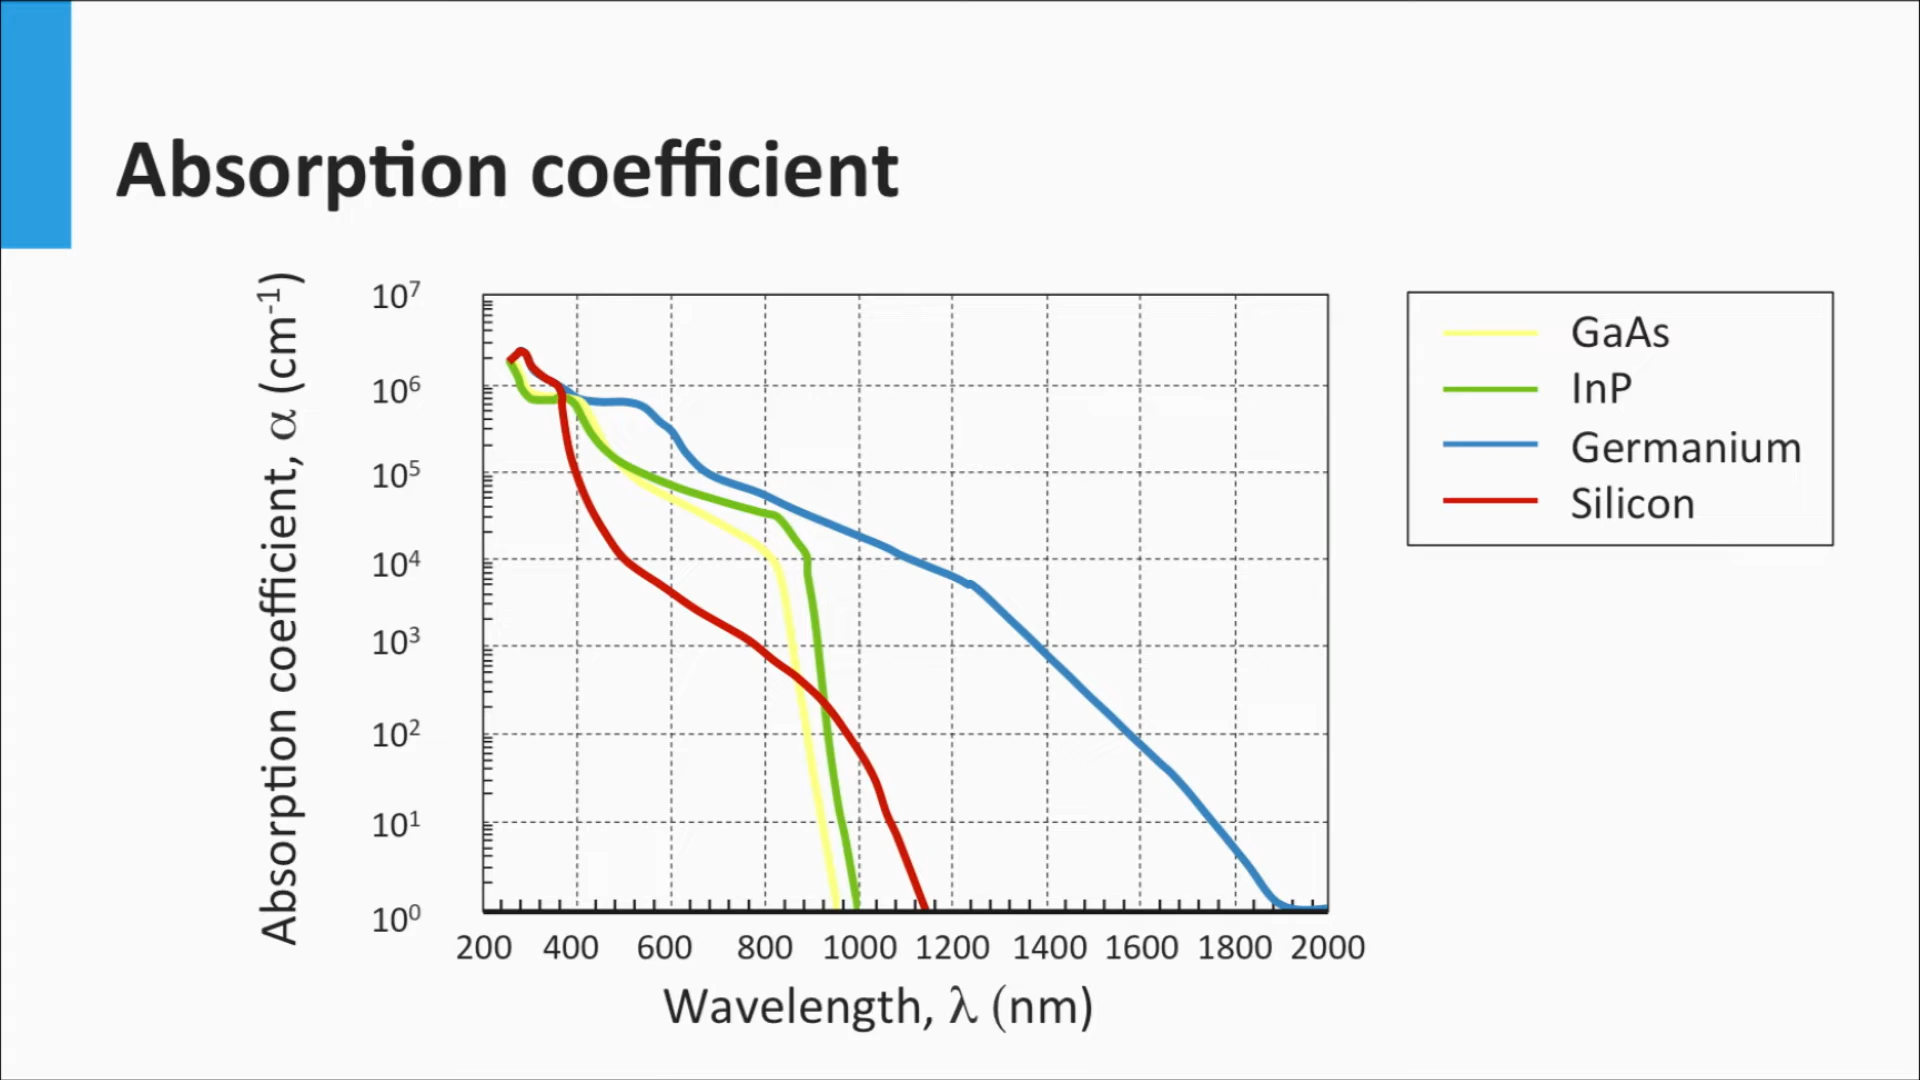 Absorption coefficient
Absorption coefficient, α (cm⁻¹)
10⁷
10⁶
10⁵
10⁴
10³
10²
10¹
10⁰
200 400 600 800 1000 1200 1400 1600 1800 2000
Wavelength, λ (nm)
GaAs
InP
Germanium
Silicon